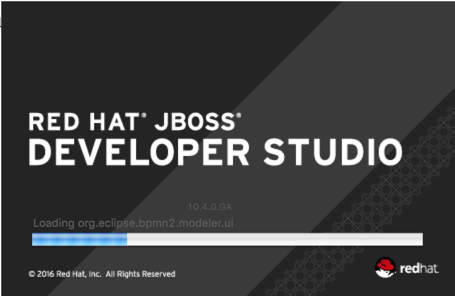 RED HAT® JBOSS®
DEVELOPER STUDIO
10.4.0.GA
Loading org.eclipse.bpmn2.modeler.ui
© 2016 Red Hat, Inc. All Rights Reserved
redhat.